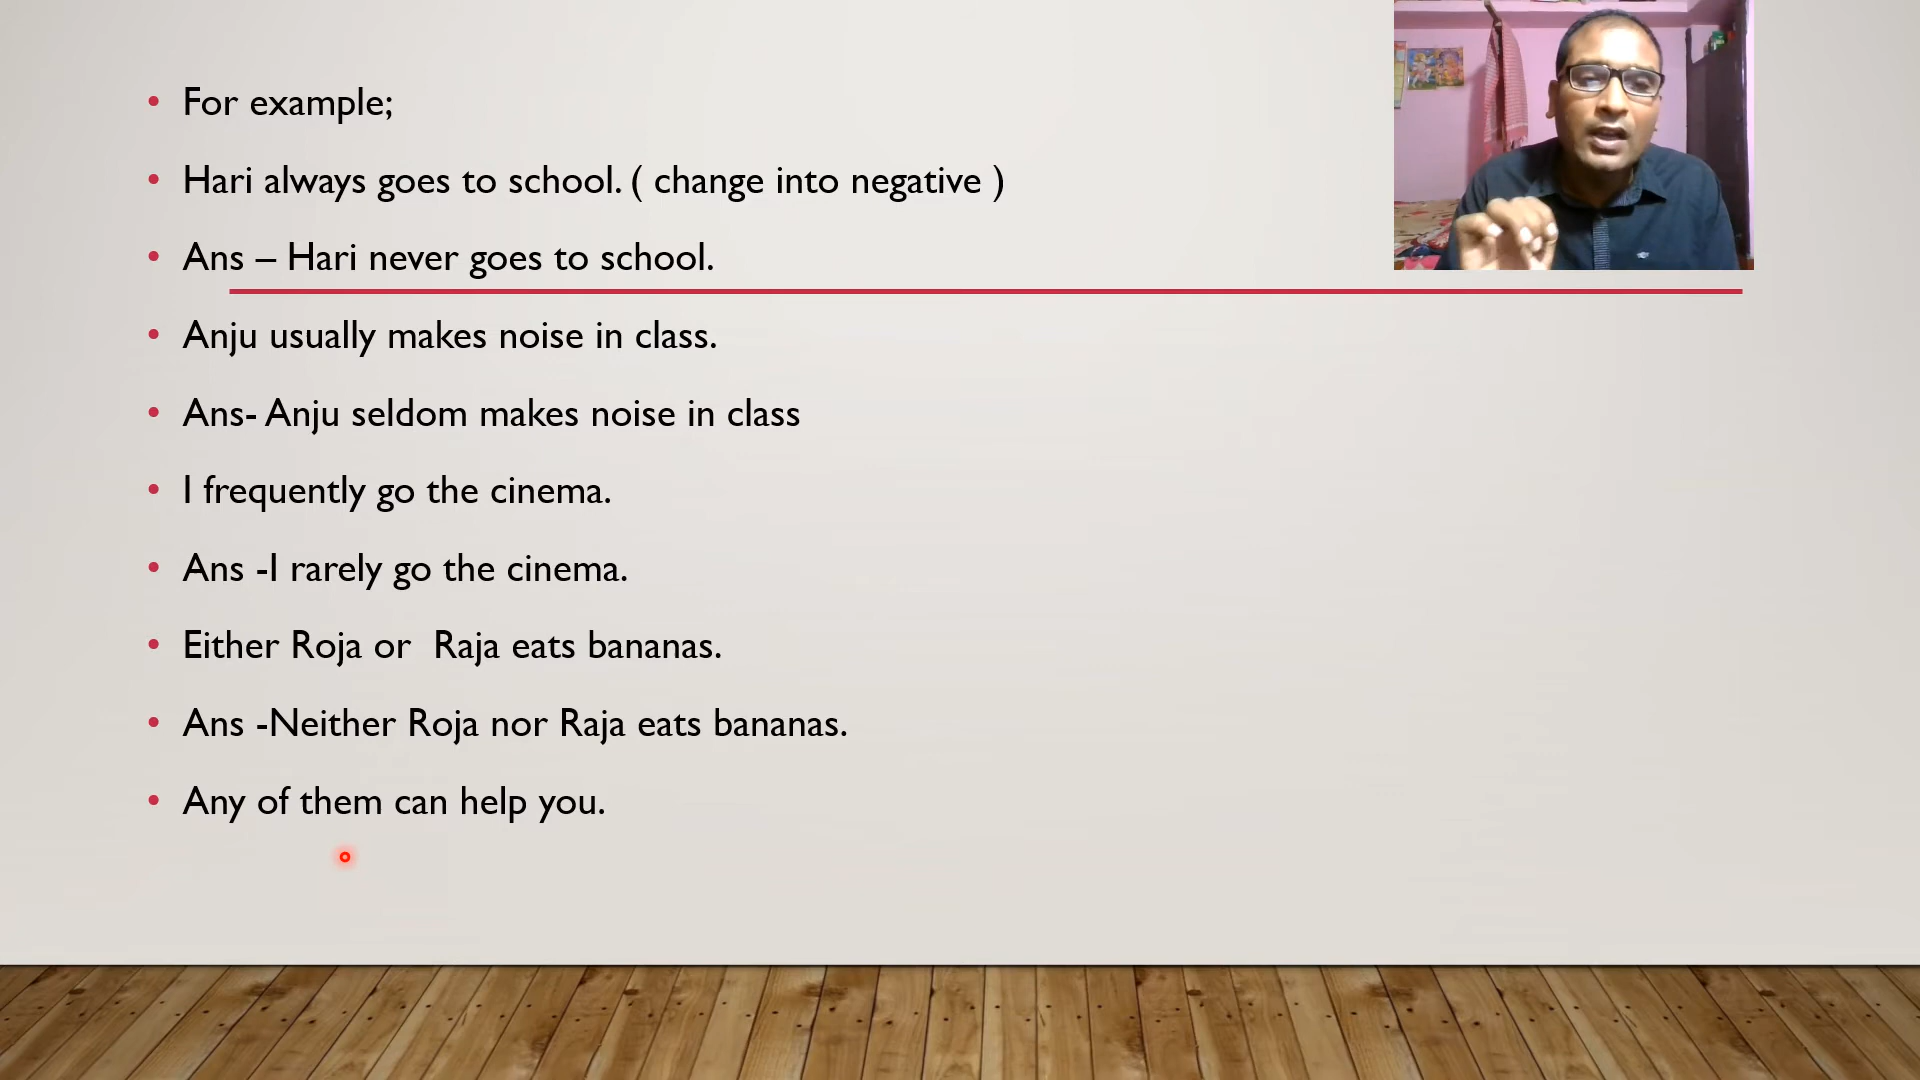 For example;
Hari always goes to school. ( change into negative )
Ans – Hari never goes to school.
Anju usually makes noise in class.
Ans- Anju seldom makes noise in class
I frequently go the cinema.
Ans -I rarely go the cinema.
Either Roja or  Raja eats bananas.
Ans -Neither Roja nor Raja eats bananas.
Any of them can help you.